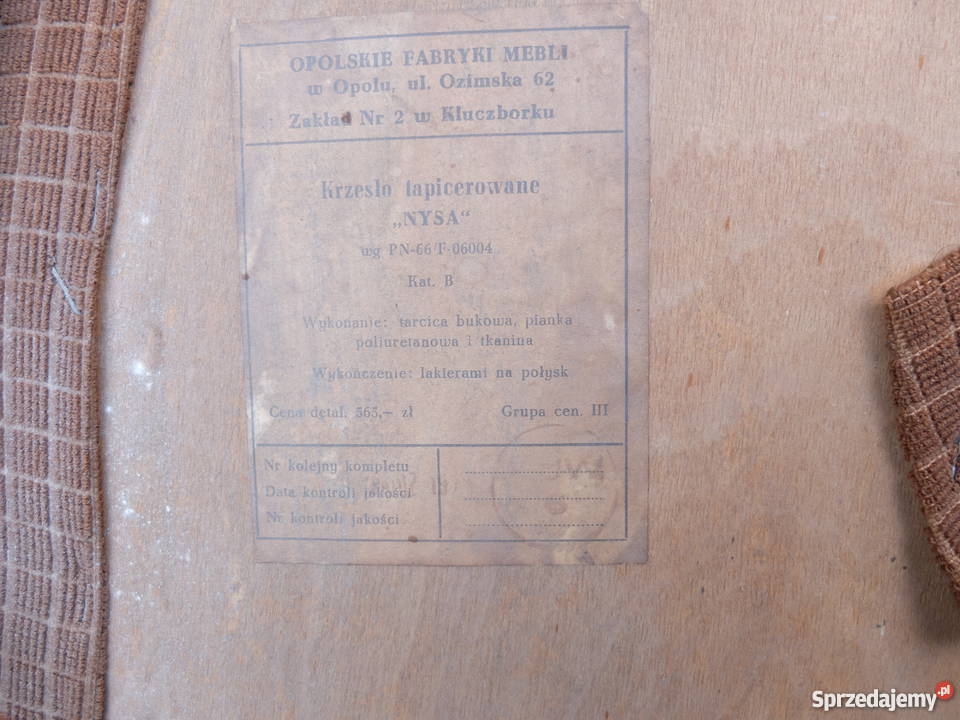 OPOLSKIE FABRYKI MEBLI
w Opolu, ul. Ozimska 62
Zakład Nr 2 w Kluczborku
Krzesło tapicerowane
„NYSA“
wg PN-66/F-06004
Kat. B
Wykonanie: tarcica bukowa, pianka
poliuretanowa i tkanina
Wykończenie: lakierami na połysk
Cena detal. 365,— zł Grupa cen. III
Nr kolejny kompletu
Data kontroli jakości
Nr kontroli jakości
Sprzedajemy.pl